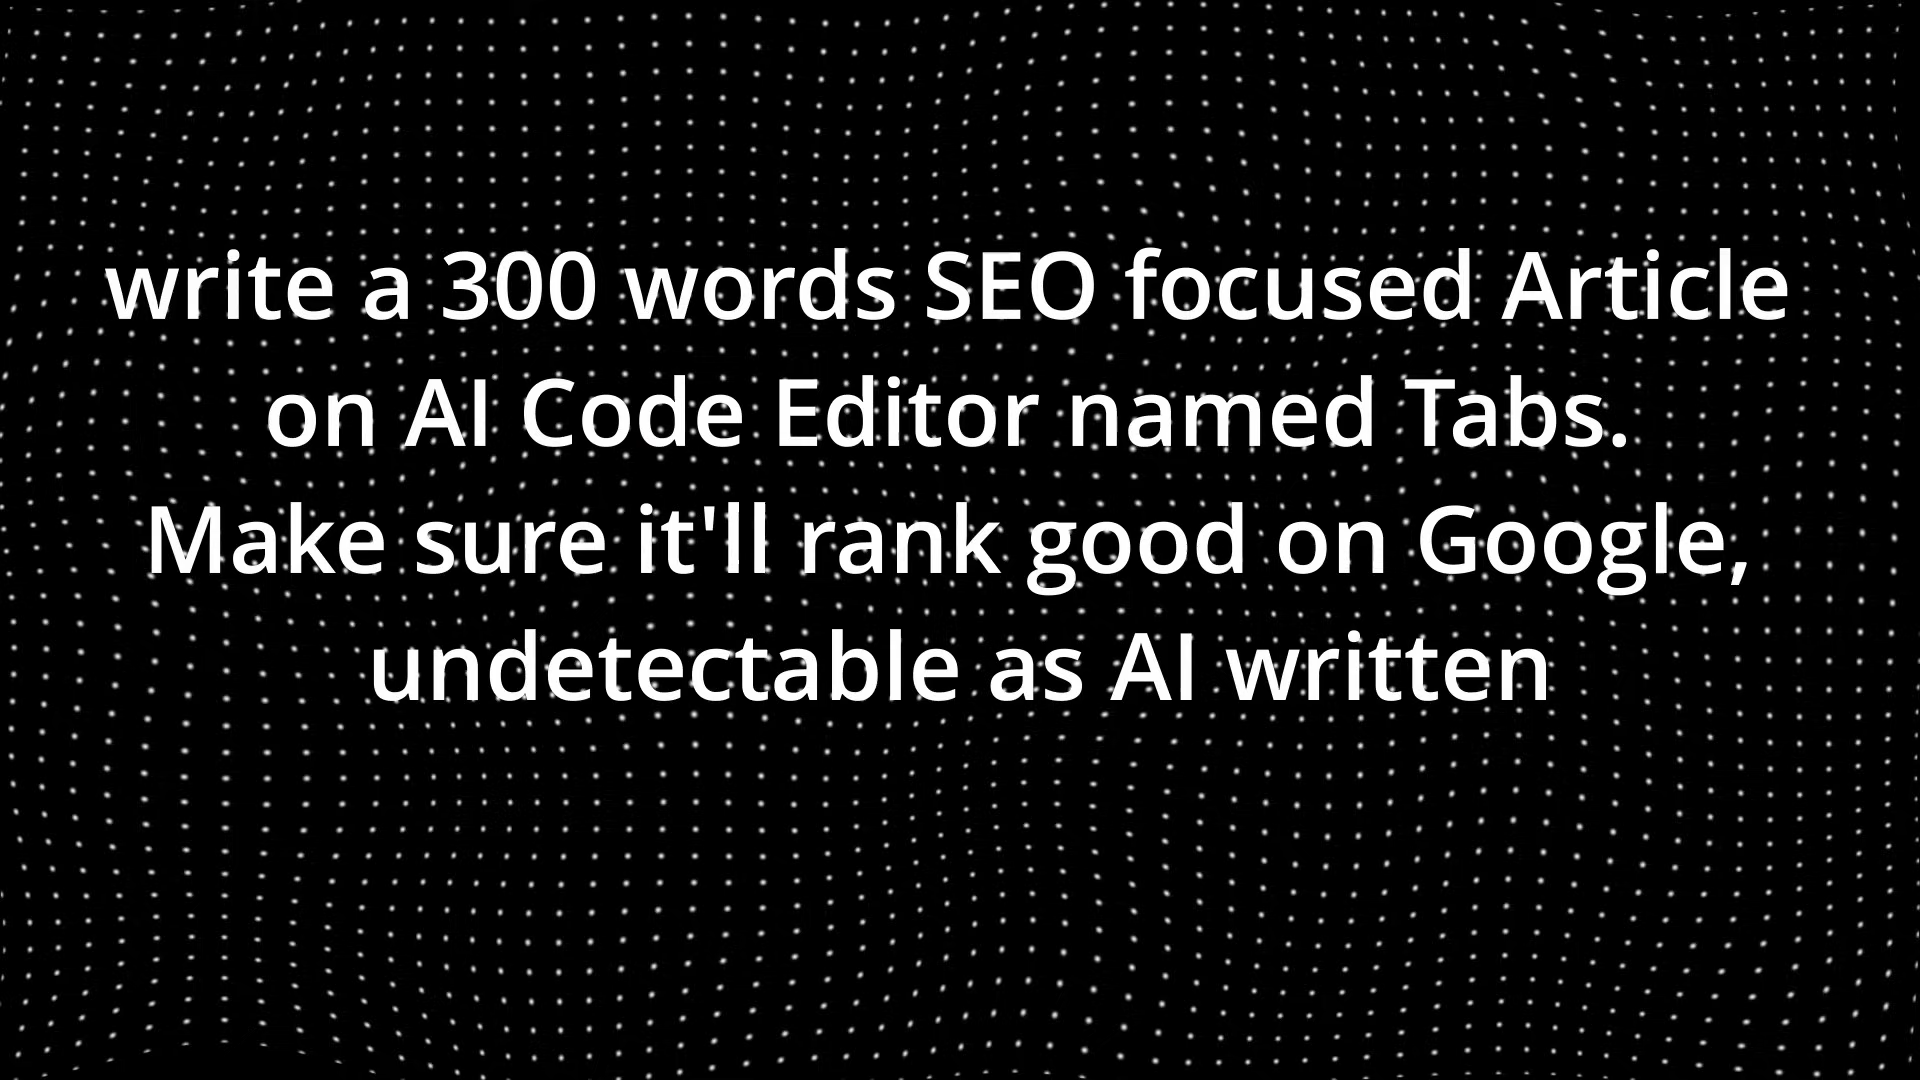 write a 300 words SEO focused Article
on AI Code Editor named Tabs.
Make sure it'll rank good on Google,
undetectable as AI written